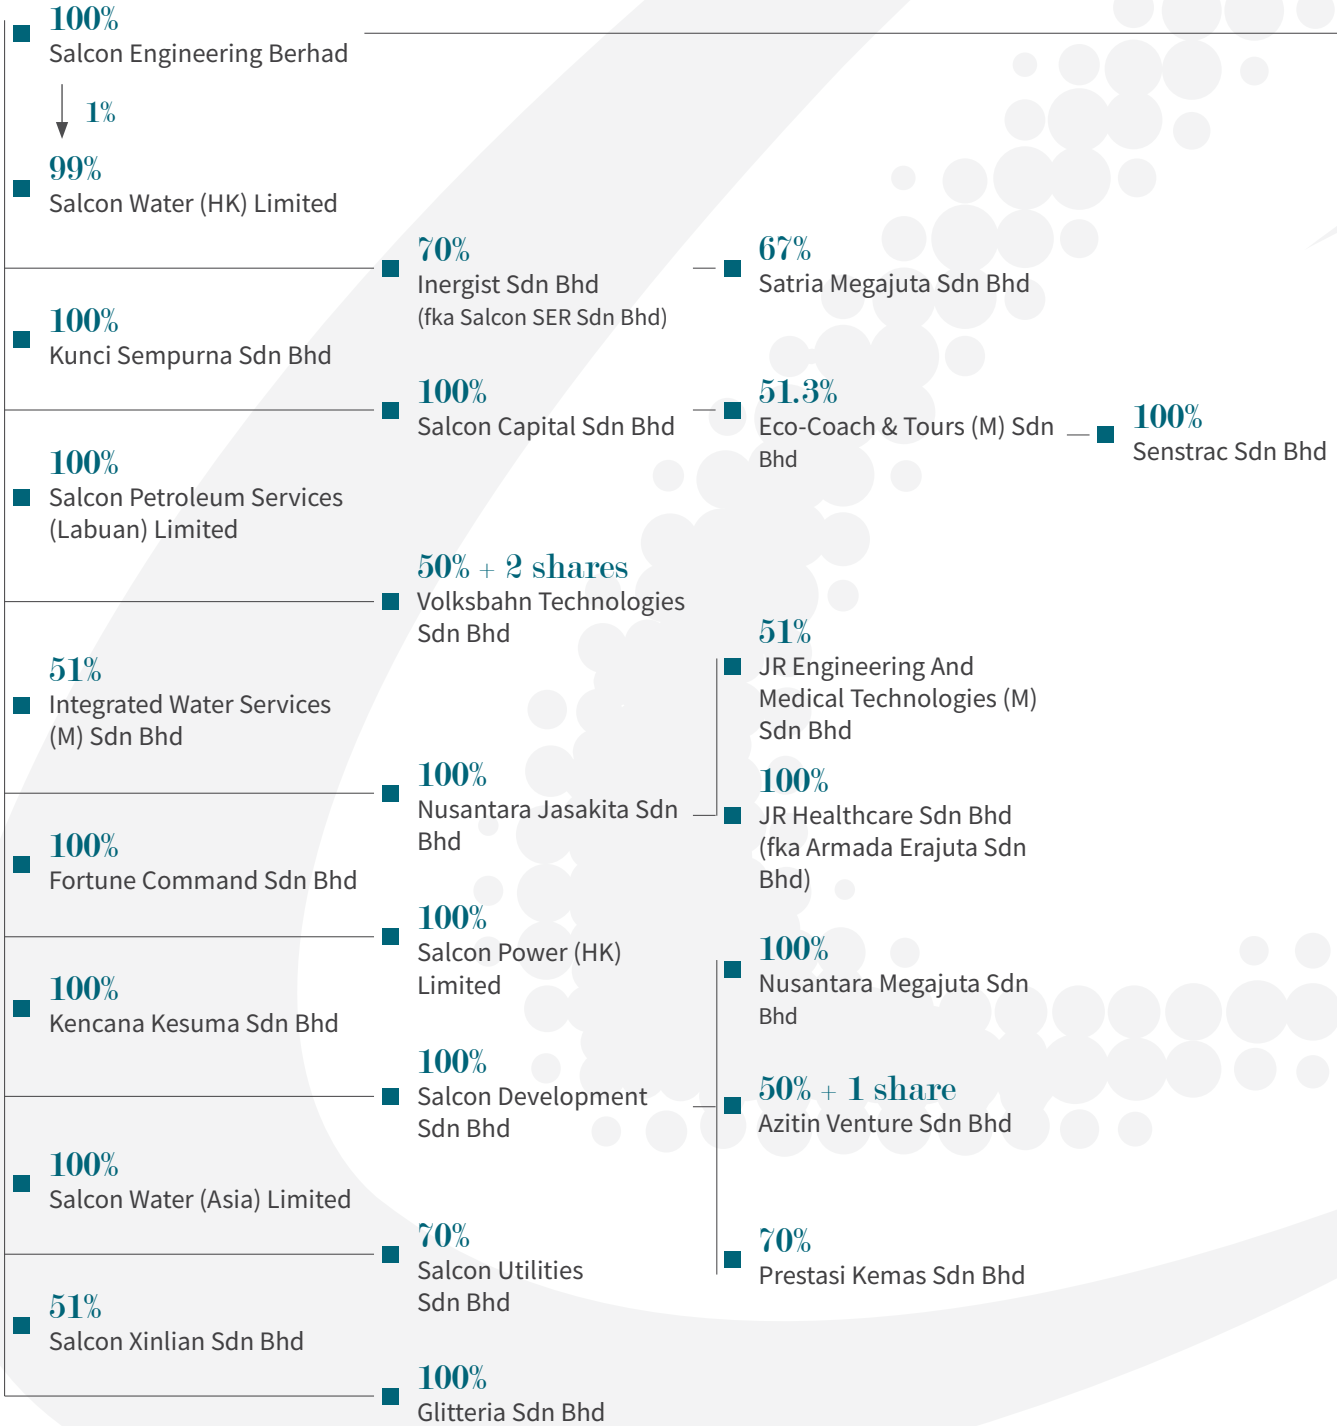 100%
Salcon Engineering Berhad
1%
99%
Salcon Water (HK) Limited
100%
Kunci Sempurna Sdn Bhd
100%
Salcon Petroleum Services
(Labuan) Limited
51%
Integrated Water Services
(M) Sdn Bhd
100%
Fortune Command Sdn Bhd
100%
Kencana Kesuma Sdn Bhd
100%
Salcon Water (Asia) Limited
51%
Salcon Xinlian Sdn Bhd
70%
Inergist Sdn Bhd
(fka Salcon SER Sdn Bhd)
100%
Salcon Capital Sdn Bhd
50% + 2 shares
Volksbahn Technologies
Sdn Bhd
100%
Nusantara Jasakita Sdn
Bhd
100%
Salcon Power (HK)
Limited
100%
Salcon Development
Sdn Bhd
70%
Salcon Utilities
Sdn Bhd
100%
Glitteria Sdn Bhd
67%
Satria Megajuta Sdn Bhd
51.3%
Eco-Coach & Tours (M) Sdn
Bhd
51%
JR Engineering And
Medical Technologies (M)
Sdn Bhd
100%
JR Healthcare Sdn Bhd
(fka Armada Erajuta Sdn
Bhd)
100%
Nusantara Megajuta Sdn
Bhd
50% + 1 share
Azitin Venture Sdn Bhd
70%
Prestasi Kemas Sdn Bhd
100%
Senstrac Sdn Bhd